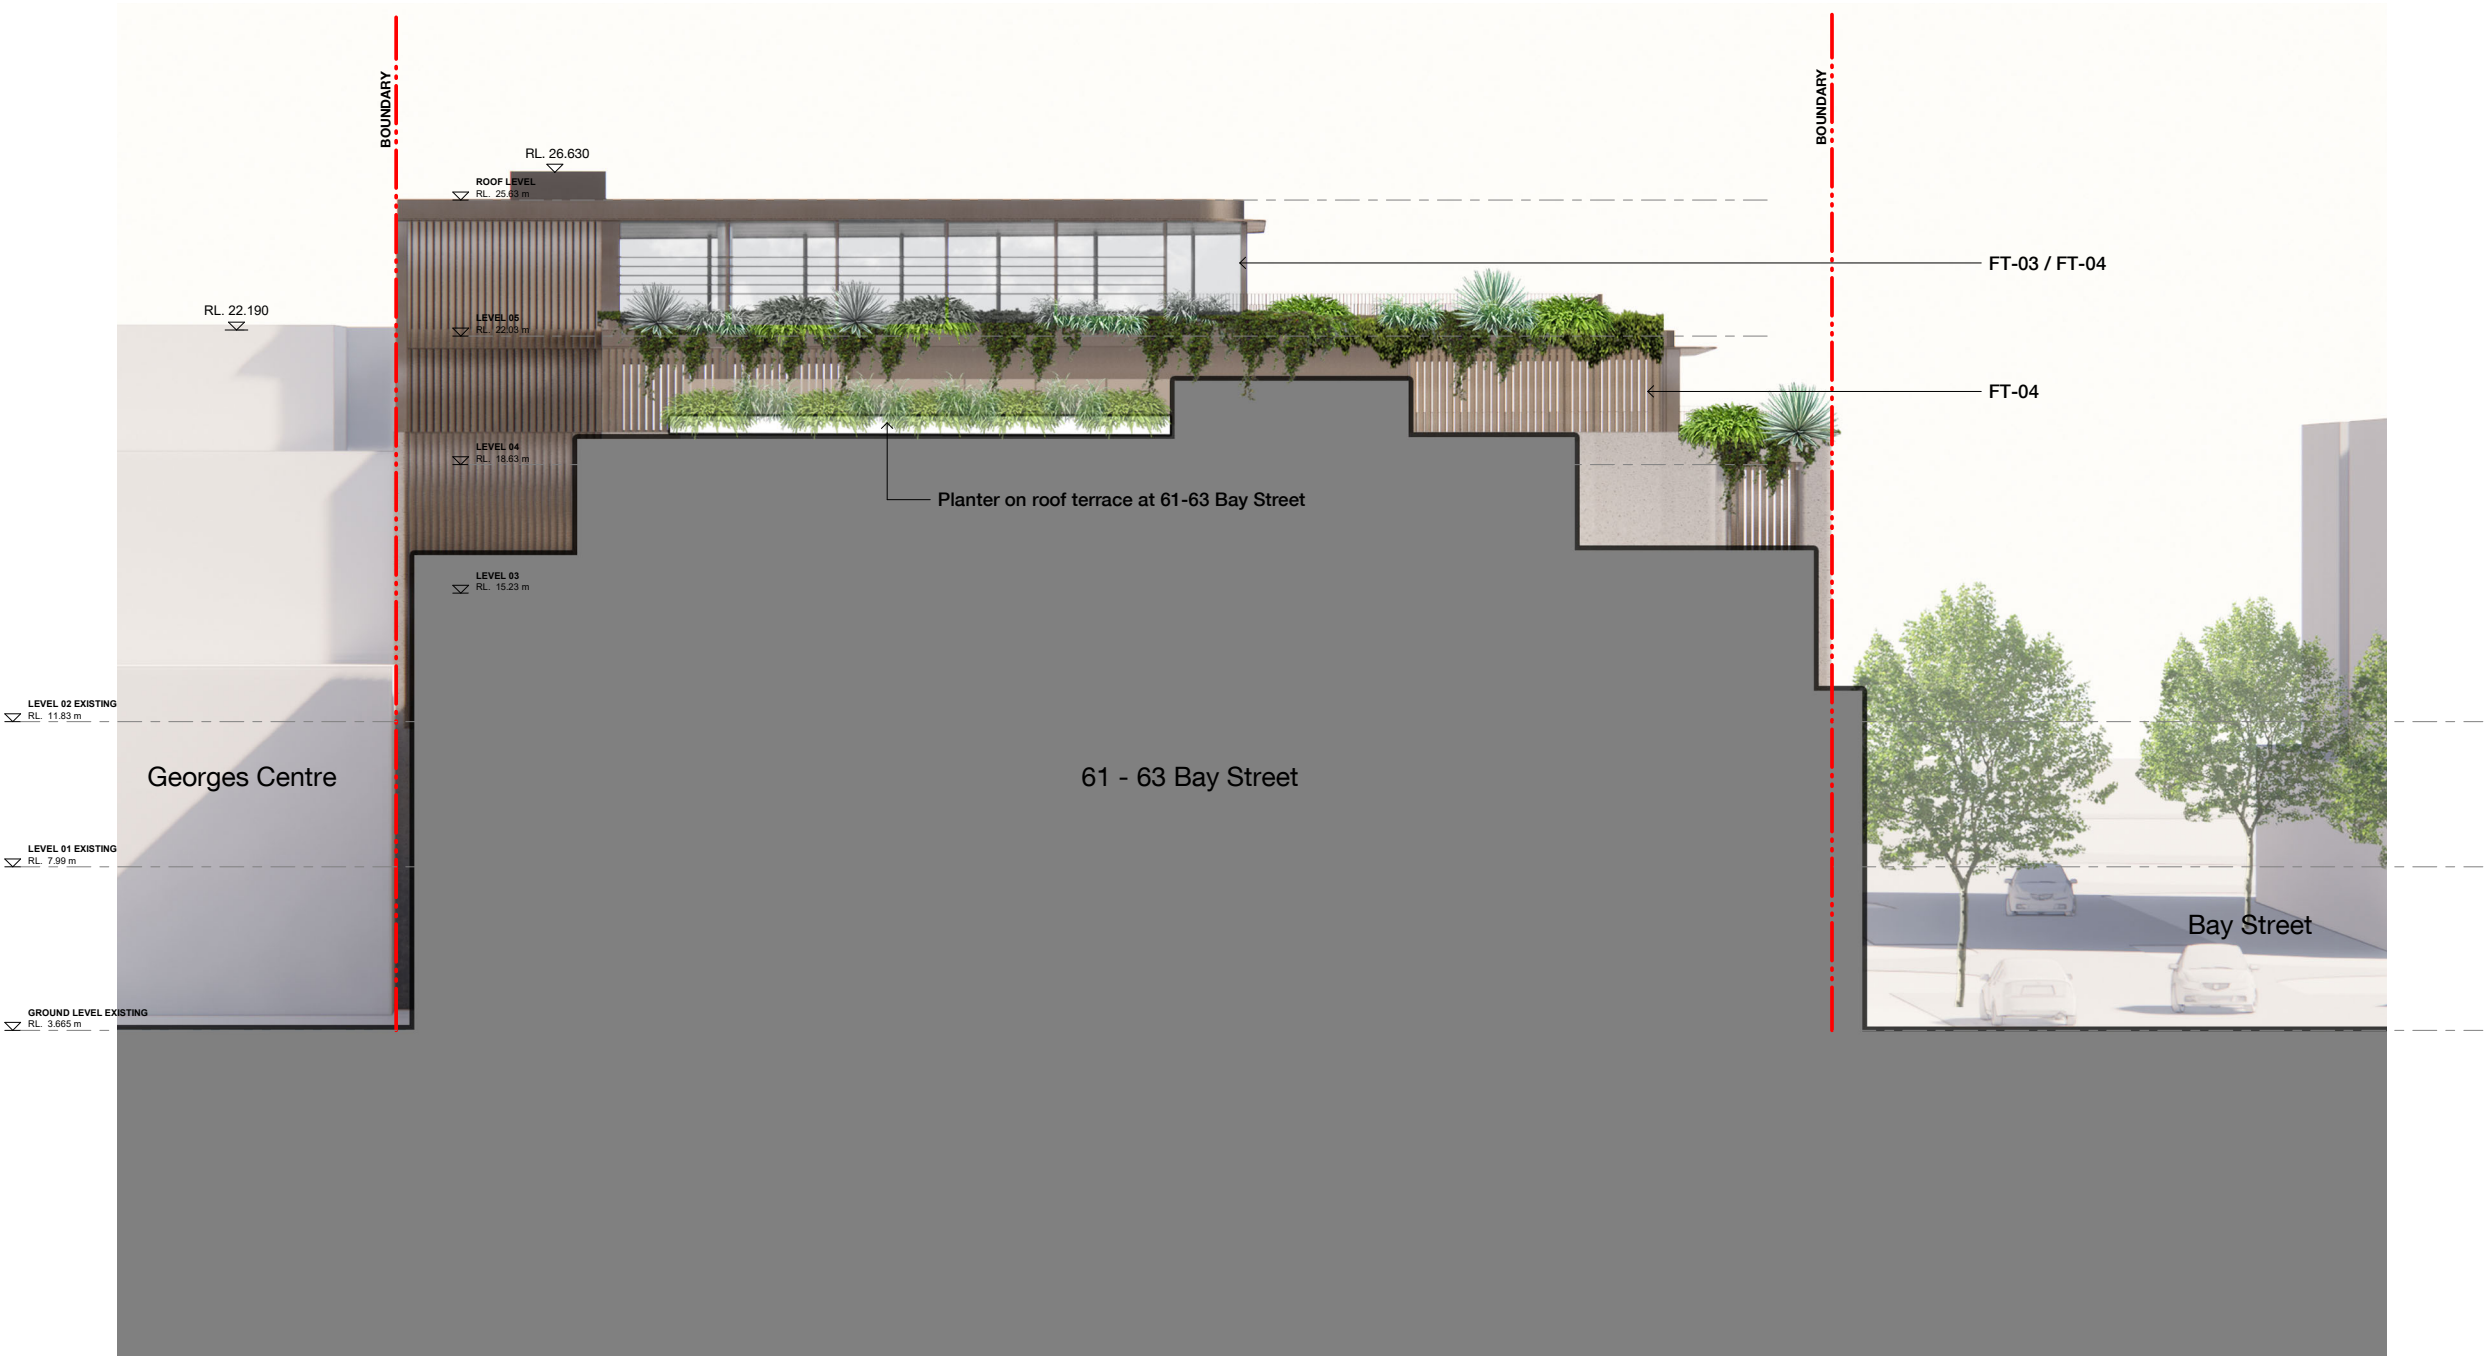 BOUNDARY
BOUNDARY
RL. 26.630
ROOF LEVEL
RL. 25.63 m
FT-03 / FT-04
RL. 22.190
LEVEL 05
RL. 22.03 m
FT-04
LEVEL 04
RL. 18.63 m
Planter on roof terrace at 61-63 Bay Street
LEVEL 03
RL. 15.23 m
LEVEL 02 EXISTING
RL. 11.83 m
Georges Centre
61 - 63 Bay Street
LEVEL 01 EXISTING
RL. 7.99 m
Bay Street
GROUND LEVEL EXISTING
RL. 3.665 m